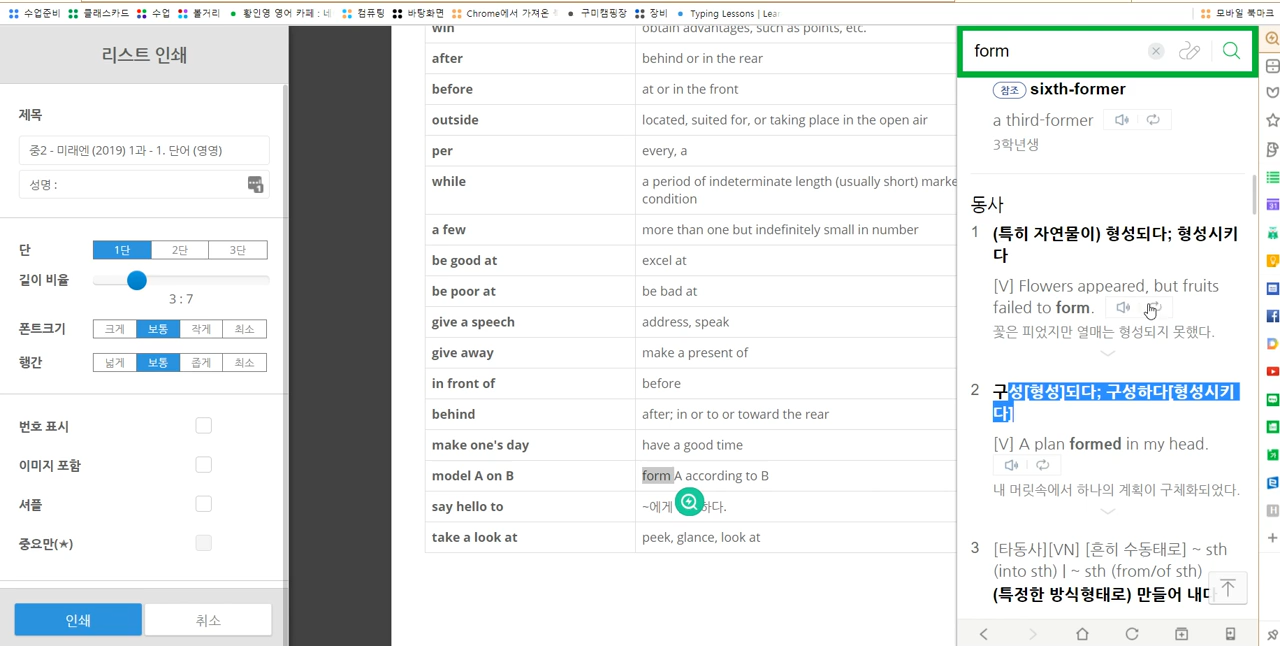 수업준비 클래스카드 수업 볼거리 황인영 영어 카페 : 네 컴퓨팅 바탕화면 Chrome에서 가져온 구미캠핑장 장비 Typing Lessons | Lear 모바일 북마크
리스트 인쇄
제목
중2 - 미래엔 (2019) 1과 - 1. 단어 (영영)
성명 :
단 1단 2단 3단
길이 비율
3 : 7
폰트크기 크게 보통 작게 최소
행간 넓게 보통 좁게 최소
번호 표시
이미지 포함
셔플
중요만(★)
인쇄 취소
win obtain advantages, such as points, etc.
after behind or in the rear
before at or in the front
outside located, suited for, or taking place in the open air
per every, a
while a period of indeterminate length (usually short) marke
condition
a few more than one but indefinitely small in number
be good at excel at
be poor at be bad at
give a speech address, speak
give away make a present of
in front of before
behind after; in or to or toward the rear
make one's day have a good time
model A on B form A according to B
say hello to ~에게 하다.
take a look at peek, glance, look at
form
참조 sixth-former
a third-former
3학년생
동사
1 (특히 자연물이) 형성되다; 형성시키
다
[V] Flowers appeared, but fruits
failed to form.
꽃은 피었지만 열매는 형성되지 못했다.
2 구성[형성]되다; 구성하다[형성시키
다]
[V] A plan formed in my head.
내 머릿속에서 하나의 계획이 구체화되었다.
3 [타동사][VN] [흔히 수동태로] ~ sth
(into sth) | ~ sth (from/of sth)
(특정한 방식형태로) 만들어 내다